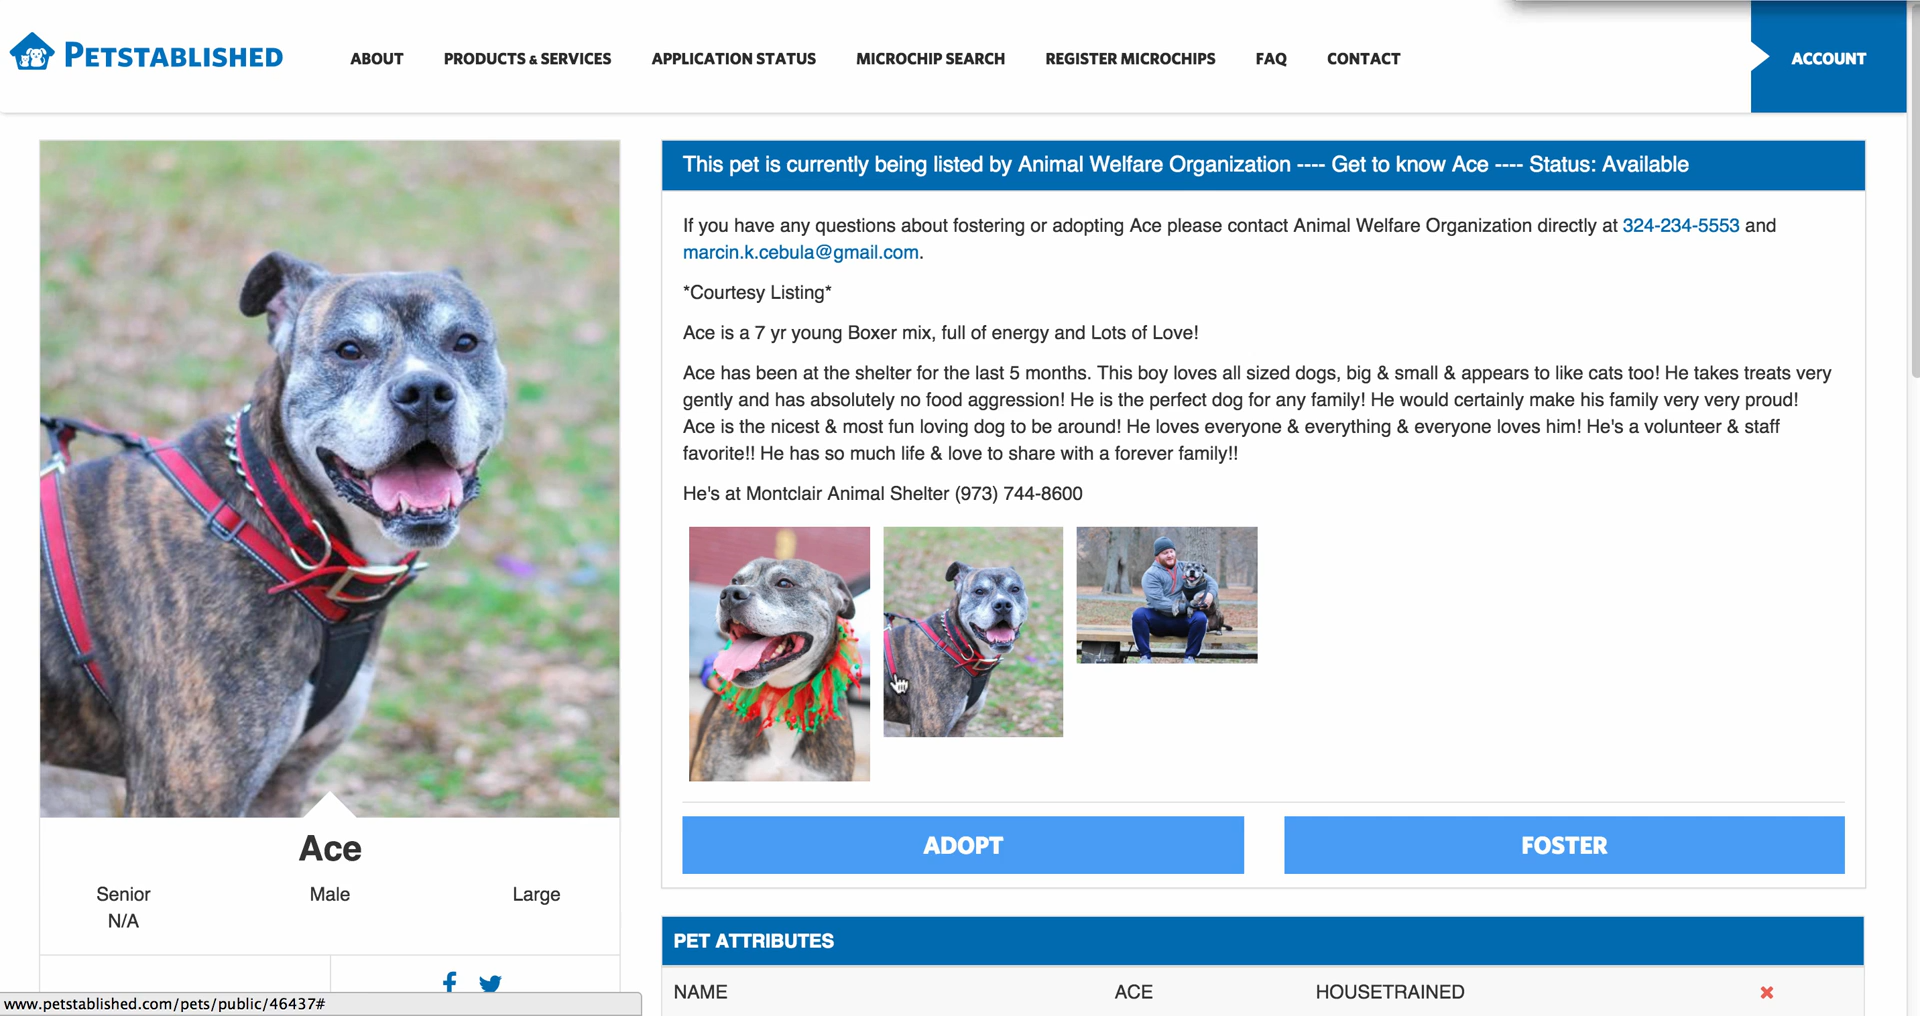 PETSTABLISHED
ABOUT
PRODUCTS & SERVICES
APPLICATION STATUS
MICROCHIP SEARCH
REGISTER MICROCHIPS
FAQ
CONTACT
ACCOUNT
This pet is currently being listed by Animal Welfare Organization ---- Get to know Ace ---- Status: Available
If you have any questions about fostering or adopting Ace please contact Animal Welfare Organization directly at 324-234-5553 and
marcin.k.cebula@gmail.com.
*Courtesy Listing*
Ace is a 7 yr young Boxer mix, full of energy and Lots of Love!
Ace has been at the shelter for the last 5 months. This boy loves all sized dogs, big & small & appears to like cats too! He takes treats very
gently and has absolutely no food aggression! He is the perfect dog for any family! He would certainly make his family very very proud!
Ace is the nicest & most fun loving dog to be around! He loves everyone & everything & everyone loves him! He's a volunteer & staff
favorite!! He has so much life & love to share with a forever family!!
He's at Montclair Animal Shelter (973) 744-8600
ADOPT
FOSTER
Ace
Senior
Male
Large
N/A
PET ATTRIBUTES
NAME
ACE
HOUSETRAINED
www.petstablished.com/pets/public/46437#